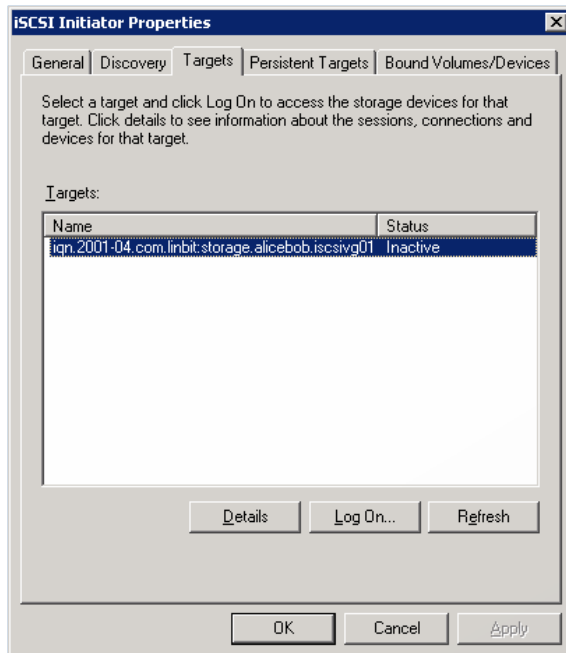 iSCSI Initiator Properties
General Discovery Targets Persistent Targets Bound Volumes/Devices
Select a target and click Log On to access the storage devices for that
target. Click details to see information about the sessions, connections and
devices for that target.
Targets:
Name Status
iqn.2001-04.com.linbit:storage.alicebob.iscsivg01 Inactive
Details Log On... Refresh
OK Cancel Apply